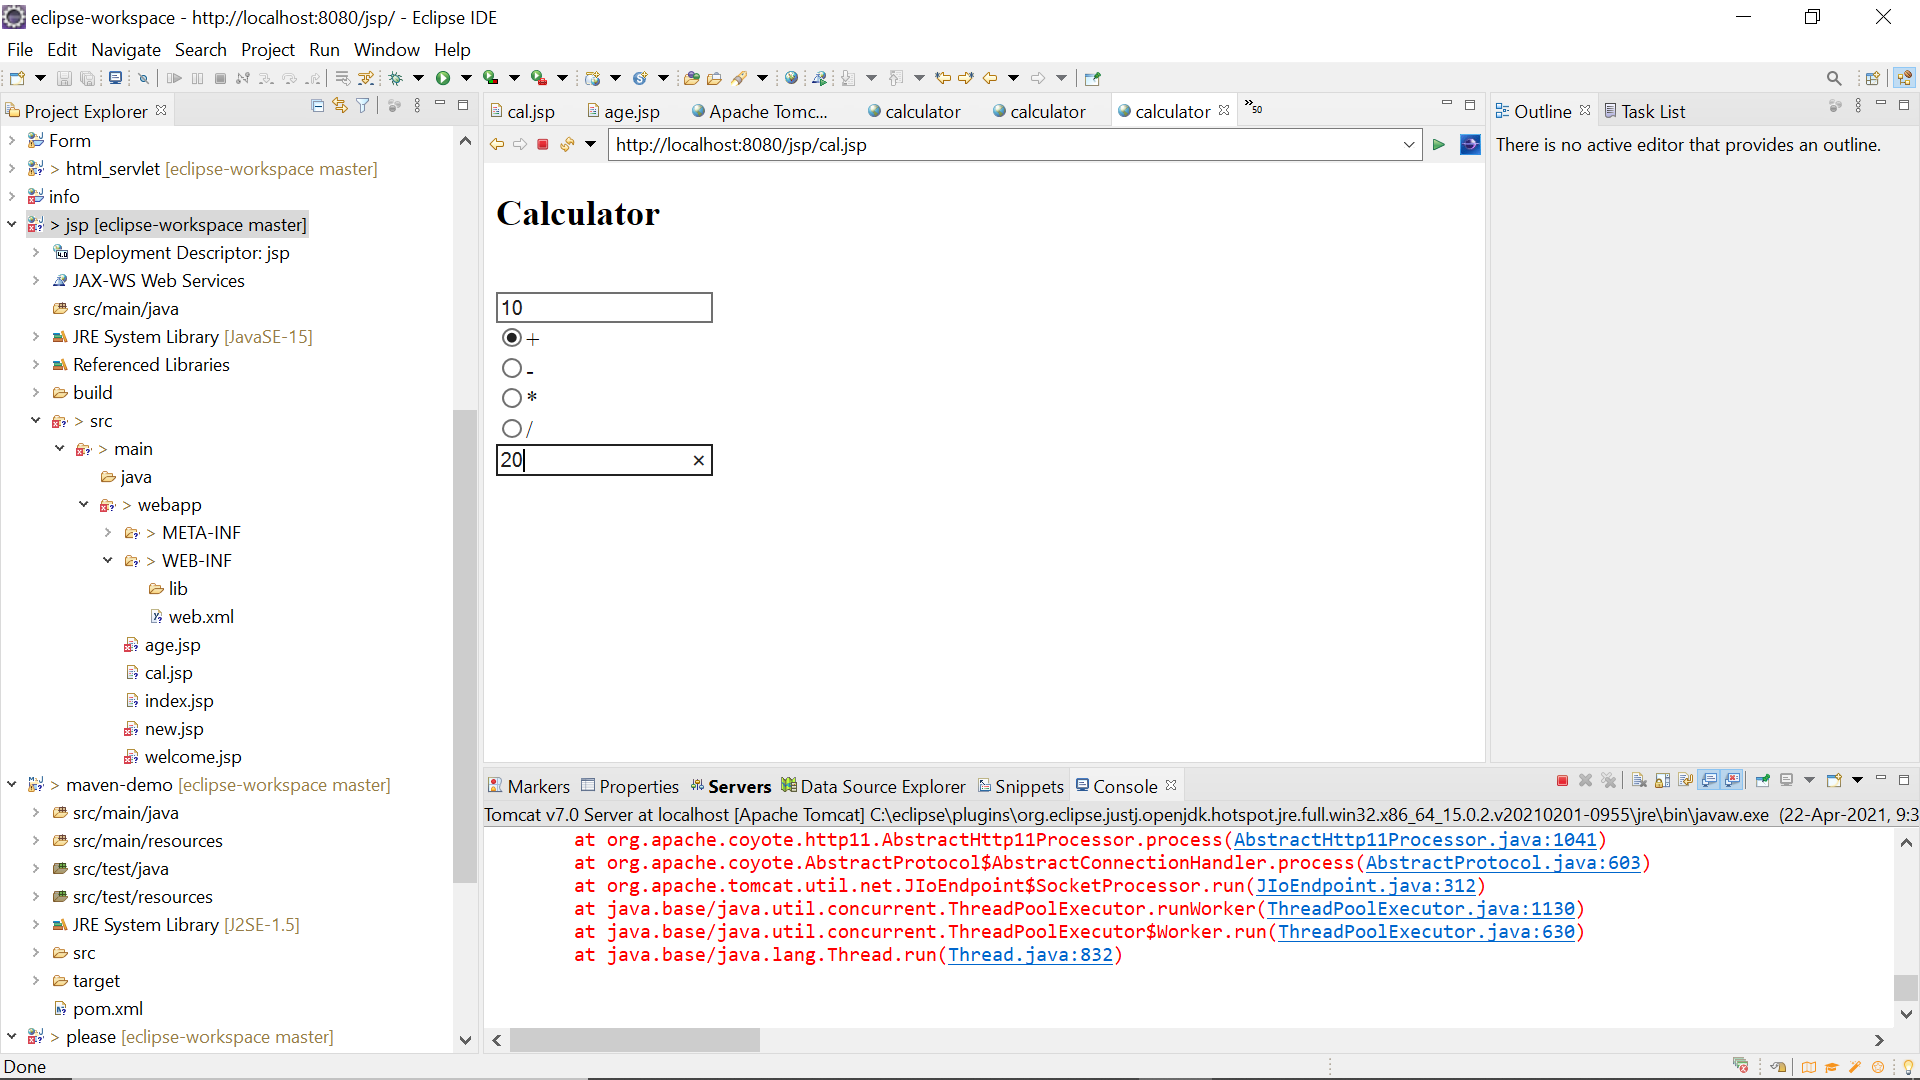 eclipse-workspace - http://localhost:8080/jsp/ - Eclipse IDE
File Edit Navigate Search Project Run Window Help
Project Explorer
Form
> html_servlet [eclipse-workspace master]
info
> jsp [eclipse-workspace master]
Deployment Descriptor: jsp
JAX-WS Web Services
src/main/java
JRE System Library [JavaSE-15]
Referenced Libraries
build
> src
> main
java
> webapp
> META-INF
> WEB-INF
lib
web.xml
age.jsp
cal.jsp
index.jsp
new.jsp
welcome.jsp
> maven-demo [eclipse-workspace master]
src/main/java
src/main/resources
src/test/java
src/test/resources
JRE System Library [J2SE-1.5]
src
target
pom.xml
> please [eclipse-workspace master]
cal.jsp age.jsp Apache Tomc... calculator calculator calculator »50
http://localhost:8080/jsp/cal.jsp
Calculator
10
+
-
*
/
20
Outline Task List
There is no active editor that provides an outline.
Markers Properties Servers Data Source Explorer Snippets Console
Tomcat v7.0 Server at localhost [Apache Tomcat] C:\eclipse\plugins\org.eclipse.justj.openjdk.hotspot.jre.full.win32.x86_64_15.0.2.v20210201-0955\jre\bin\javaw.exe (22-Apr-2021, 9:3
at org.apache.coyote.http11.AbstractHttp11Processor.process(AbstractHttp11Processor.java:1041)
at org.apache.coyote.AbstractProtocol$AbstractConnectionHandler.process(AbstractProtocol.java:603)
at org.apache.tomcat.util.net.JIoEndpoint$SocketProcessor.run(JIoEndpoint.java:312)
at java.base/java.util.concurrent.ThreadPoolExecutor.runWorker(ThreadPoolExecutor.java:1130)
at java.base/java.util.concurrent.ThreadPoolExecutor$Worker.run(ThreadPoolExecutor.java:630)
at java.base/java.lang.Thread.run(Thread.java:832)
Done